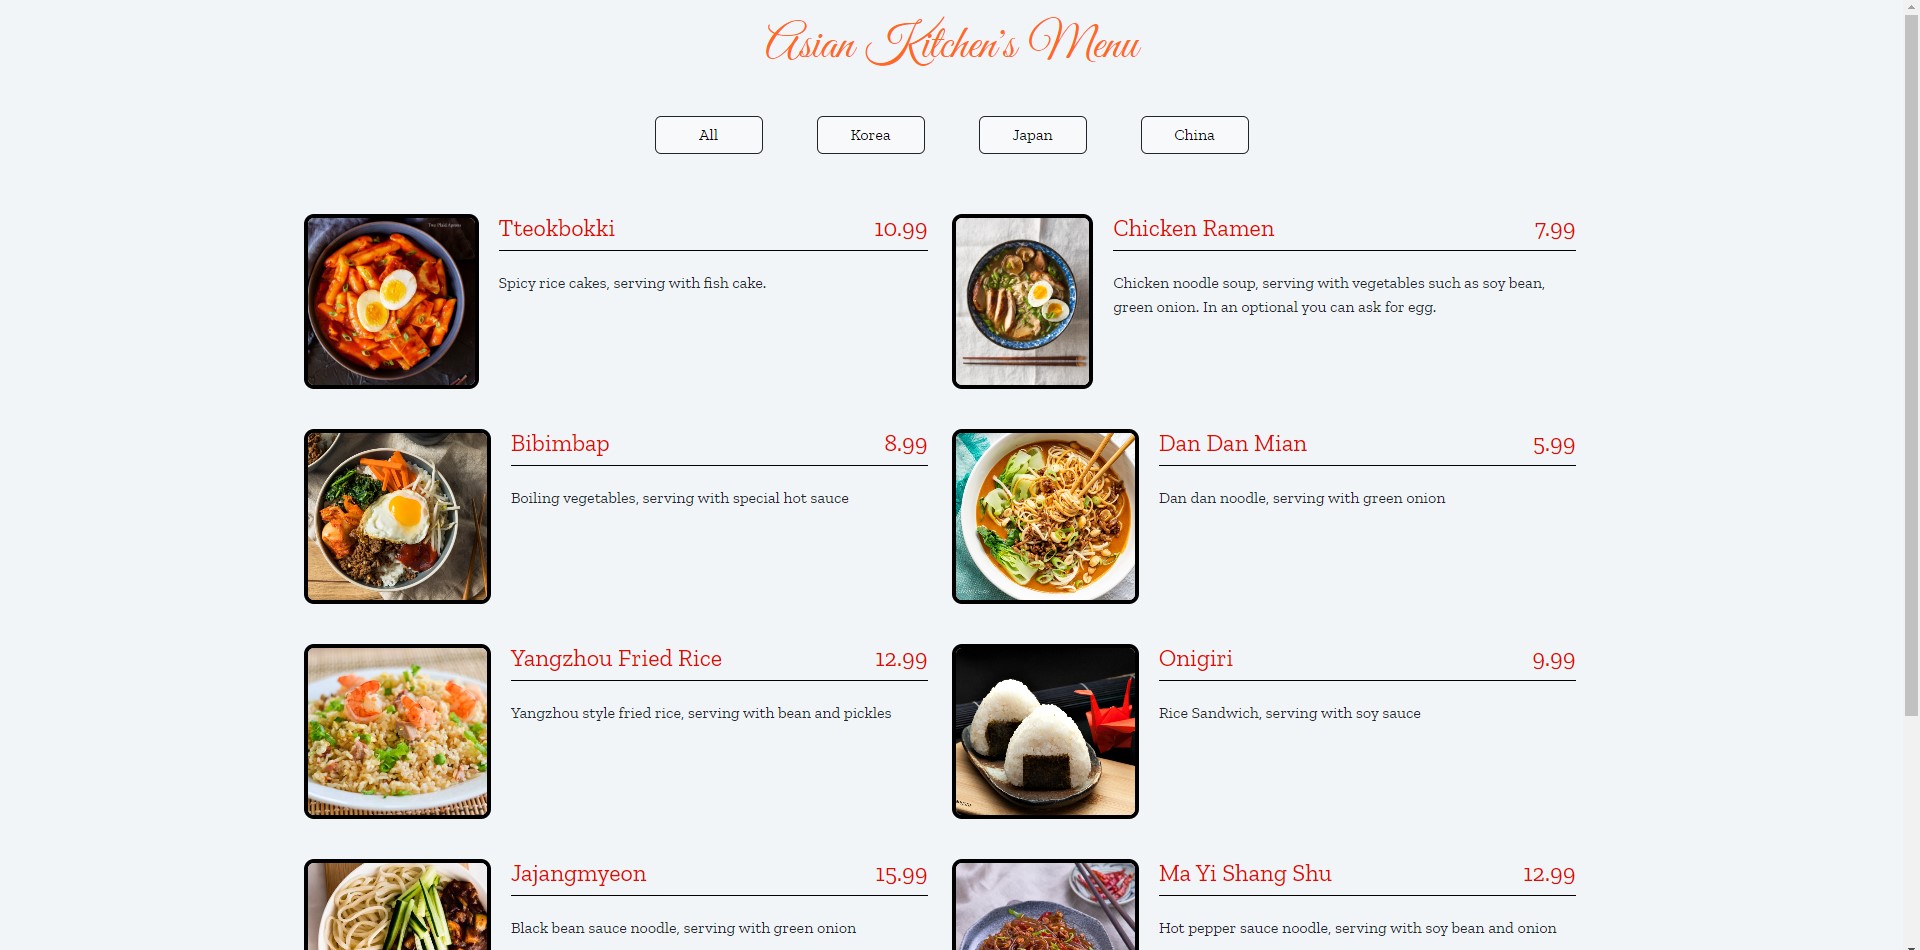 Asian Kitchen's Menu
All
Korea
Japan
China
Tteokbokki 10.99
Spicy rice cakes, serving with fish cake.
Chicken Ramen 7.99
Chicken noodle soup, serving with vegetables such as soy bean,
green onion. In an optional you can ask for egg.
Bibimbap 8.99
Boiling vegetables, serving with special hot sauce
Dan Dan Mian 5.99
Dan dan noodle, serving with green onion
Yangzhou Fried Rice 12.99
Yangzhou style fried rice, serving with bean and pickles
Onigiri 9.99
Rice Sandwich, serving with soy sauce
Jajangmyeon 15.99
Black bean sauce noodle, serving with green onion
Ma Yi Shang Shu 12.99
Hot pepper sauce noodle, serving with soy bean and onion